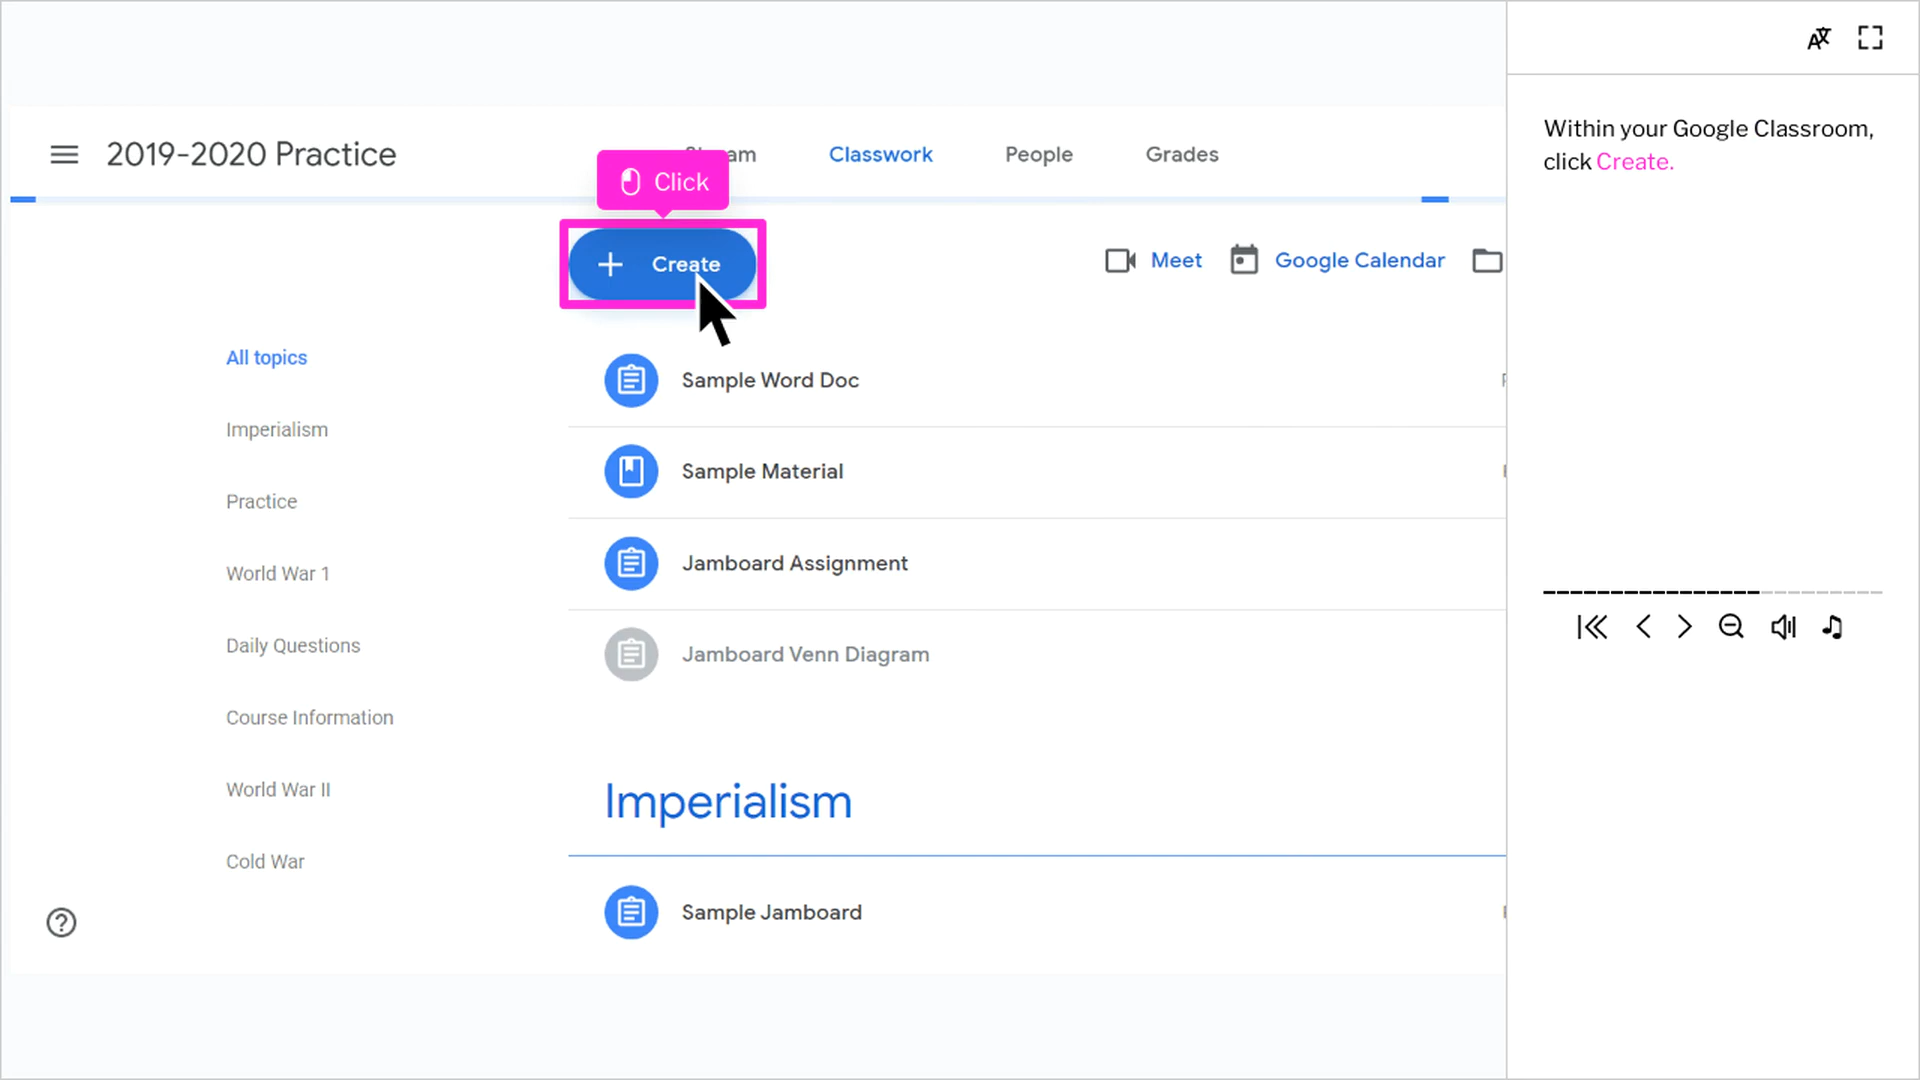 2019-2020 Practice
Classwork
People
Grades
Click
Create
Meet
Google Calendar
All topics
Imperialism
Practice
World War 1
Daily Questions
Course Information
World War II
Cold War
Sample Word Doc
Sample Material
Jamboard Assignment
Jamboard Venn Diagram
Imperialism
Sample Jamboard
Within your Google Classroom,
click Create.